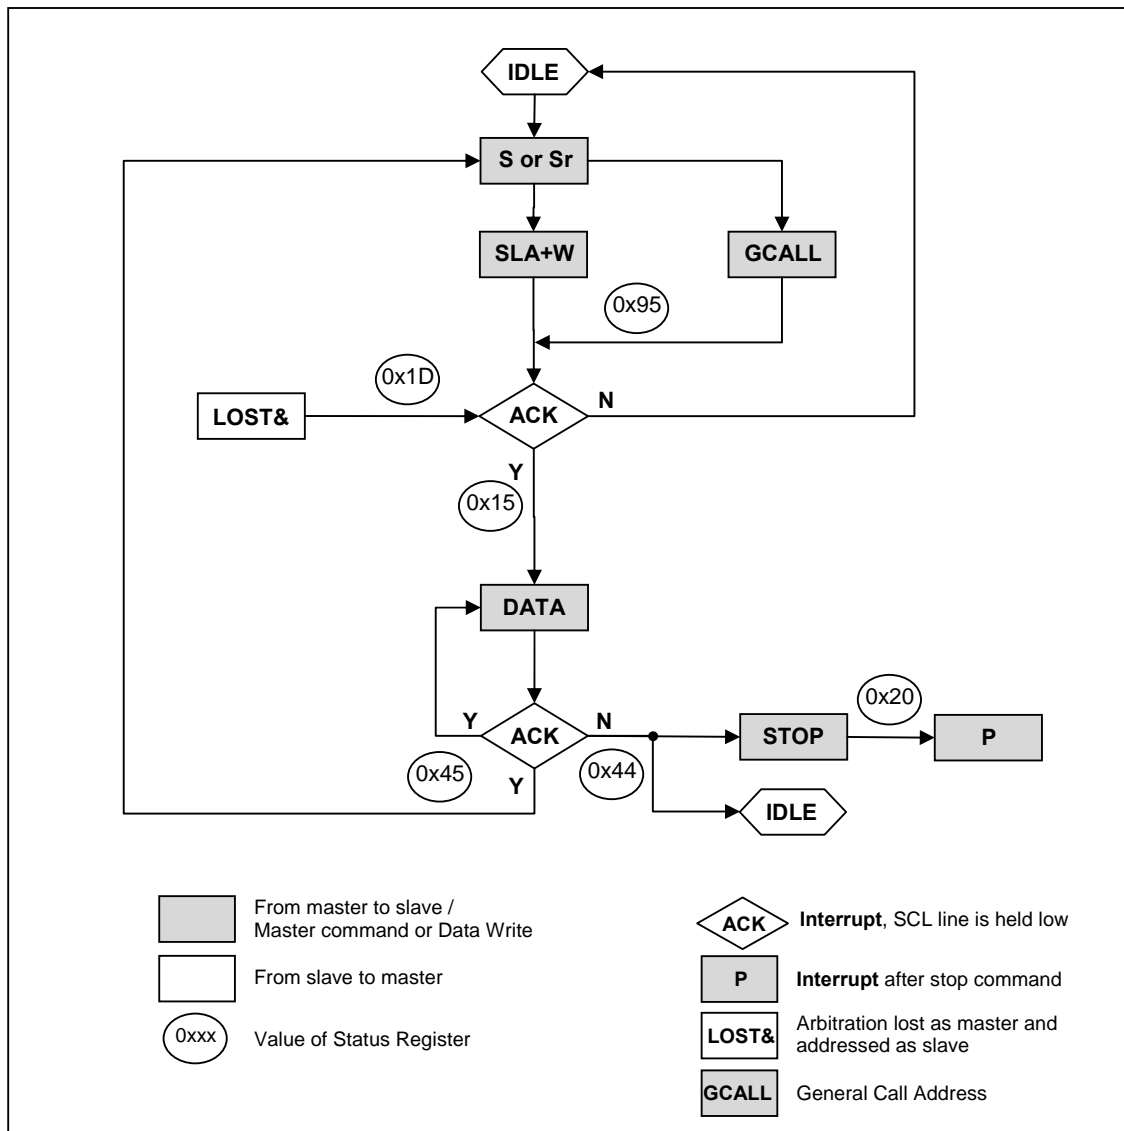 IDLE
S or Sr
SLA+W
GCALL
0x95
0x1D
LOST&
ACK
N
Y
0x15
DATA
0x20
Y
ACK
N
STOP
P
0x45
Y
0x44
IDLE
From master to slave /
Master command or Data Write
From slave to master
0xxx
Value of Status Register
ACK
Interrupt, SCL line is held low
P
Interrupt after stop command
LOST&
Arbitration lost as master and
addressed as slave
GCALL
General Call Address